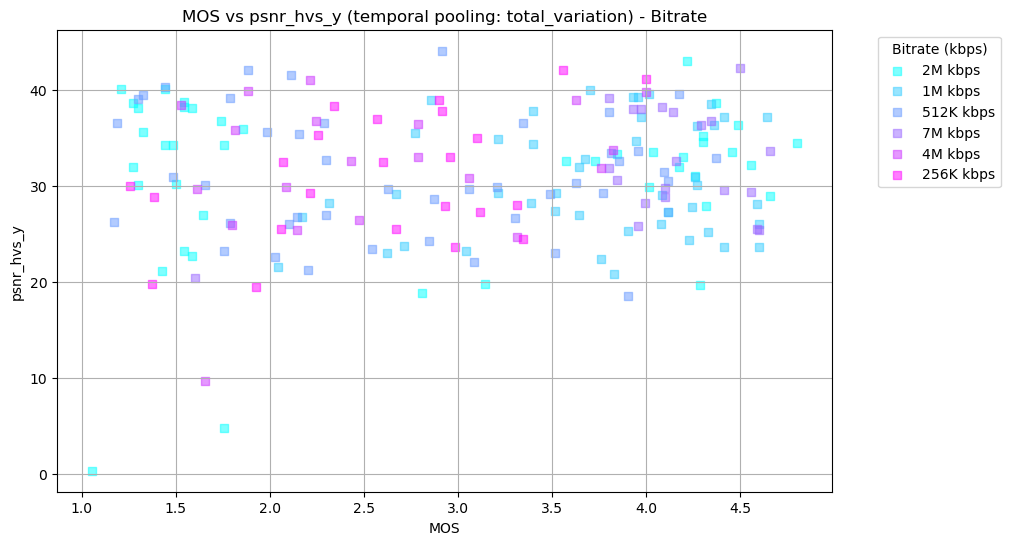 MOS vs psnr_hvs_y (temporal pooling: total_variation) - Bitrate
psnr_hvs_y
40
30
20
10
0
1.0 1.5 2.0 2.5 3.0 3.5 4.0 4.5
MOS
Bitrate (kbps)
2M kbps
1M kbps
512K kbps
7M kbps
4M kbps
256K kbps